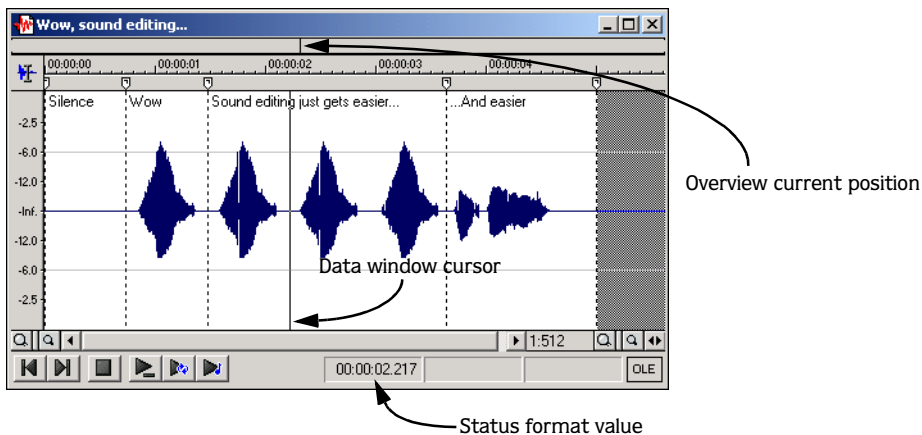 Wow, sound editing...
00:00:00 00:00:01 00:00:02 00:00:03 00:00:04
Silence Wow Sound editing just gets easier... ...And easier
-2.5
-6.0
-12.0
-Inf.
-12.0
-6.0
-2.5
Overview current position
Data window cursor
1:512
00:00:02.217 OLE
Status format value